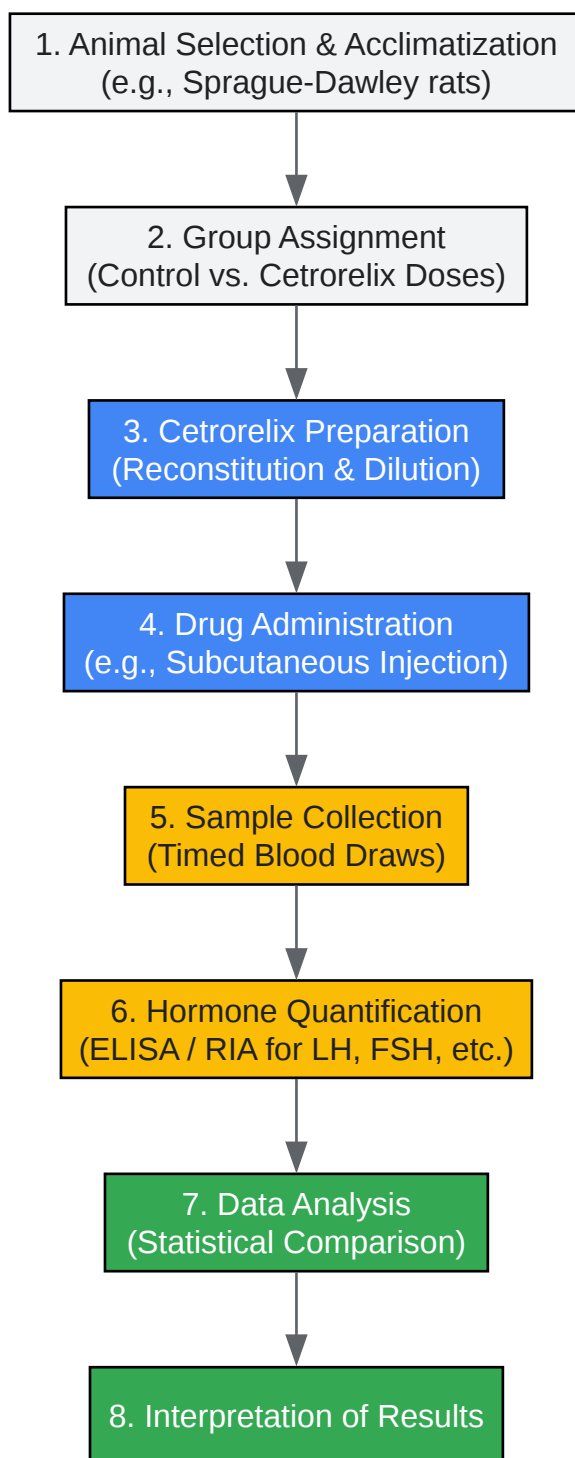 1. Animal Selection & Acclimatization
(e.g., Sprague-Dawley rats)
2. Group Assignment
(Control vs. Cetrorelix Doses)
3. Cetrorelix Preparation
(Reconstitution & Dilution)
4. Drug Administration
(e.g., Subcutaneous Injection)
5. Sample Collection
(Timed Blood Draws)
6. Hormone Quantification
(ELISA / RIA for LH, FSH, etc.)
7. Data Analysis
(Statistical Comparison)
8. Interpretation of Results